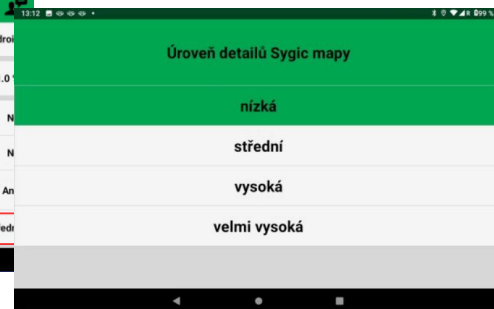 13:12
99 %
Úroveň detailů Sygic mapy
nízká
střední
vysoká
velmi vysoká